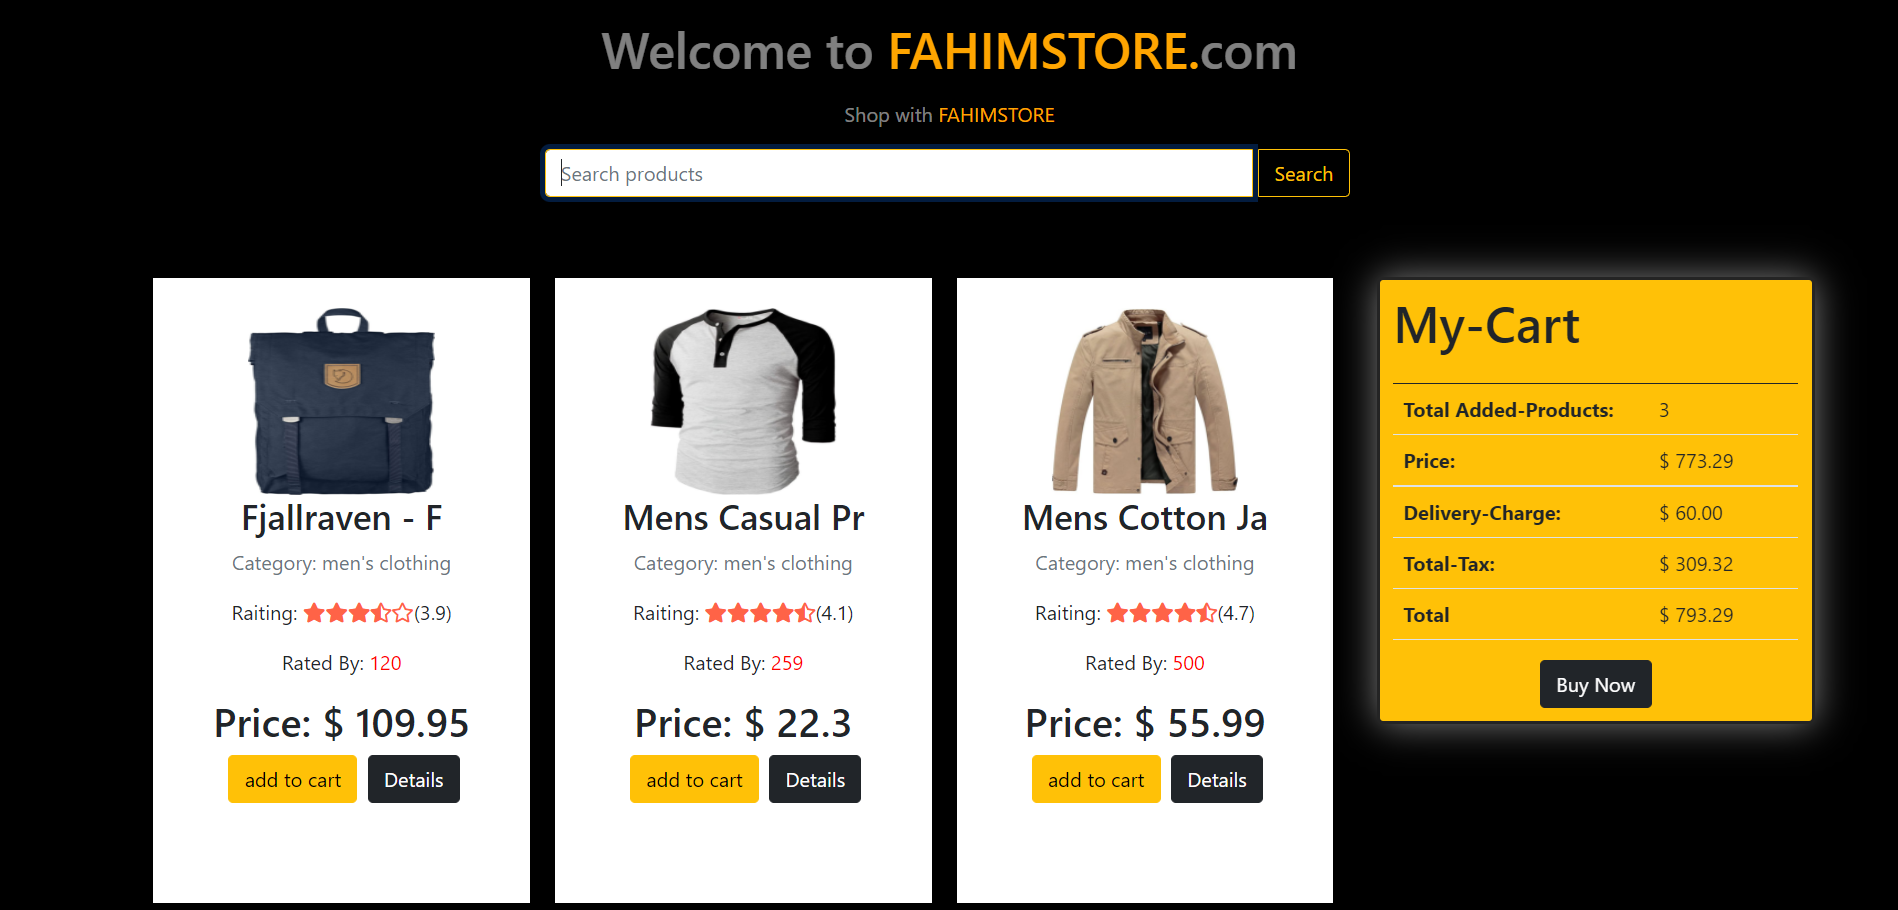 Welcome to FAHIMSTORE.com
Shop with FAHIMSTORE
Search products
Search
Fjallraven - F
Category: men's clothing
Raiting: (3.9)
Rated By: 120
Price: $ 109.95
add to cart
Details
Mens Casual Pr
Category: men's clothing
Raiting: (4.1)
Rated By: 259
Price: $ 22.3
add to cart
Details
Mens Cotton Ja
Category: men's clothing
Raiting: (4.7)
Rated By: 500
Price: $ 55.99
add to cart
Details
My-Cart
Total Added-Products: 3
Price: $ 773.29
Delivery-Charge: $ 60.00
Total-Tax: $ 309.32
Total $ 793.29
Buy Now